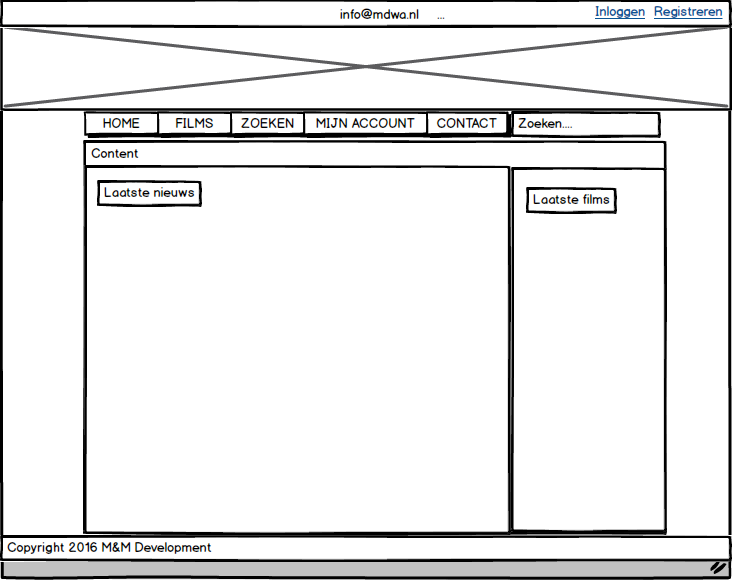 info@mdwa.nl ... Inloggen Registreren
HOME FILMS ZOEKEN MIJN ACCOUNT CONTACT Zoeken....
Content
Laatste nieuws
Laatste films
Copyright 2016 M&M Development